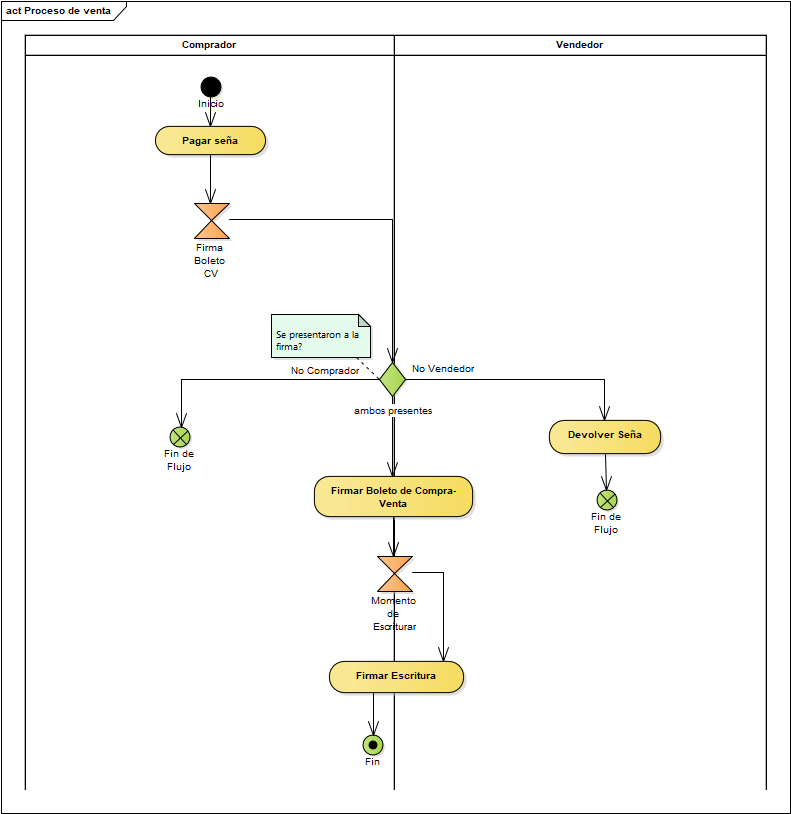 act Proceso de venta
Comprador
Vendedor
Inicio
Pagar seña
Firma
Boleto
CV
Se presentaron a la
firma?
No Comprador
No Vendedor
ambos presentes
Fin de
Flujo
Devolver Seña
Firmar Boleto de Compra-
Venta
Fin de
Flujo
Momento
de
Escriturar
Firmar Escritura
Fin